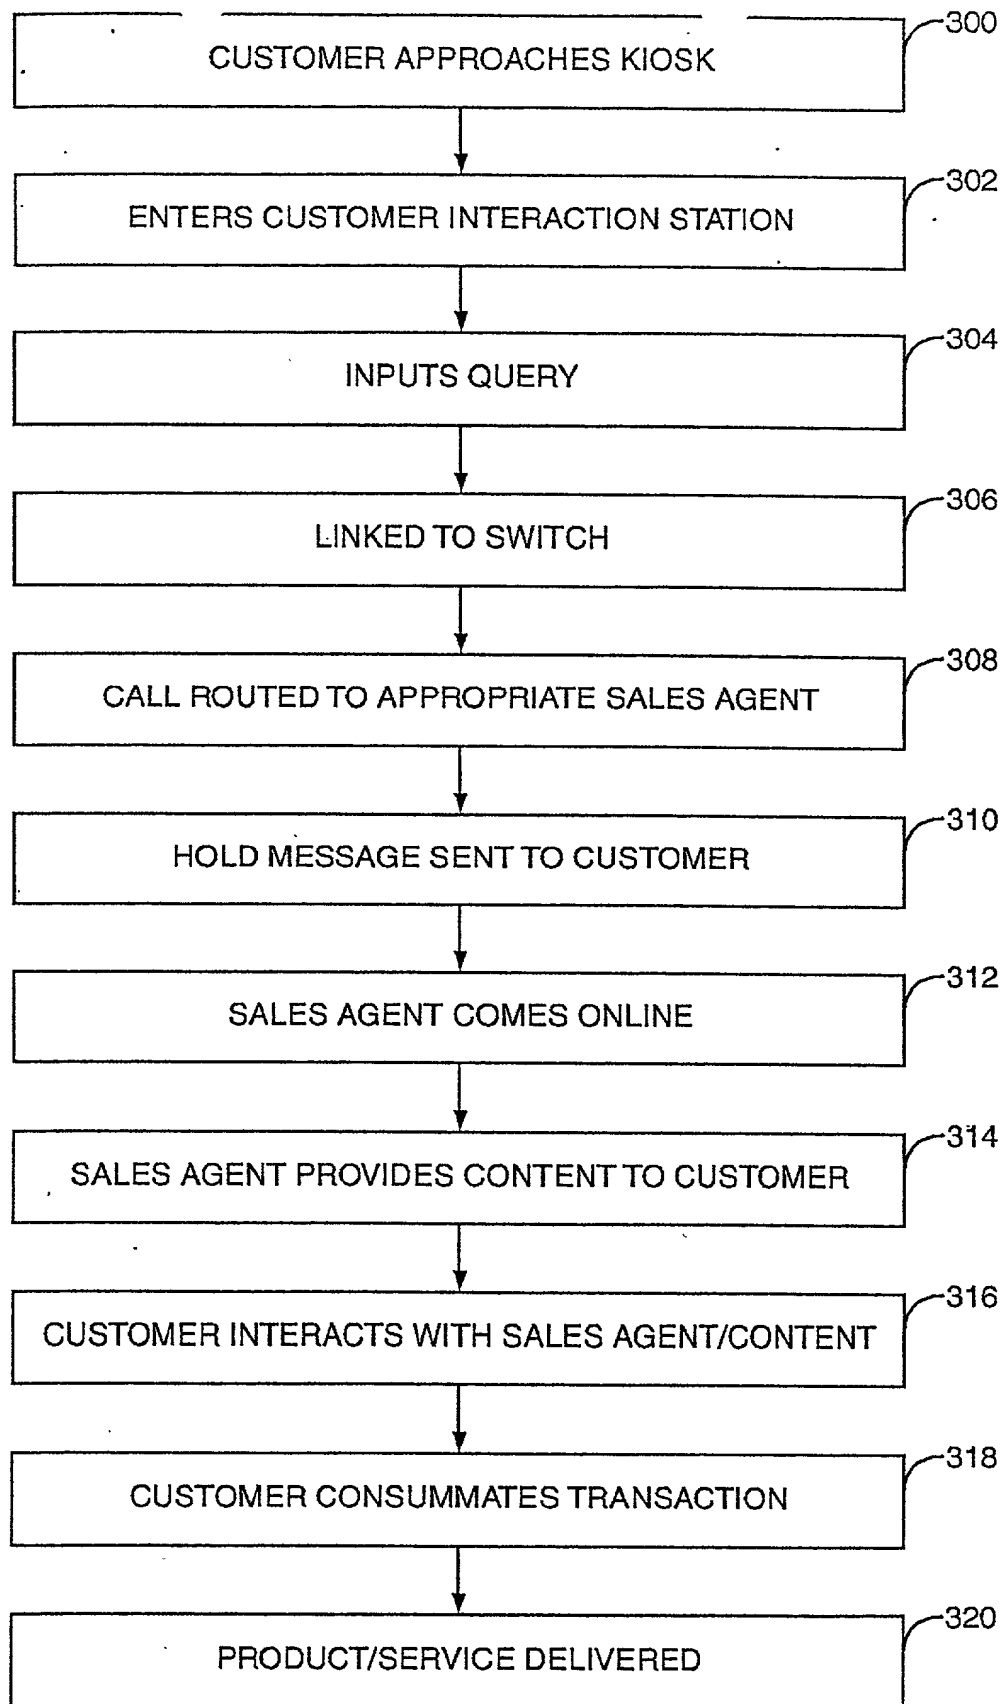 300
CUSTOMER APPROACHES KIOSK
302
ENTERS CUSTOMER INTERACTION STATION
304
INPUTS QUERY
306
LINKED TO SWITCH
308
CALL ROUTED TO APPROPRIATE SALES AGENT
310
HOLD MESSAGE SENT TO CUSTOMER
312
SALES AGENT COMES ONLINE
314
SALES AGENT PROVIDES CONTENT TO CUSTOMER
316
CUSTOMER INTERACTS WITH SALES AGENT/CONTENT
318
CUSTOMER CONSUMMATES TRANSACTION
320
PRODUCT/SERVICE DELIVERED